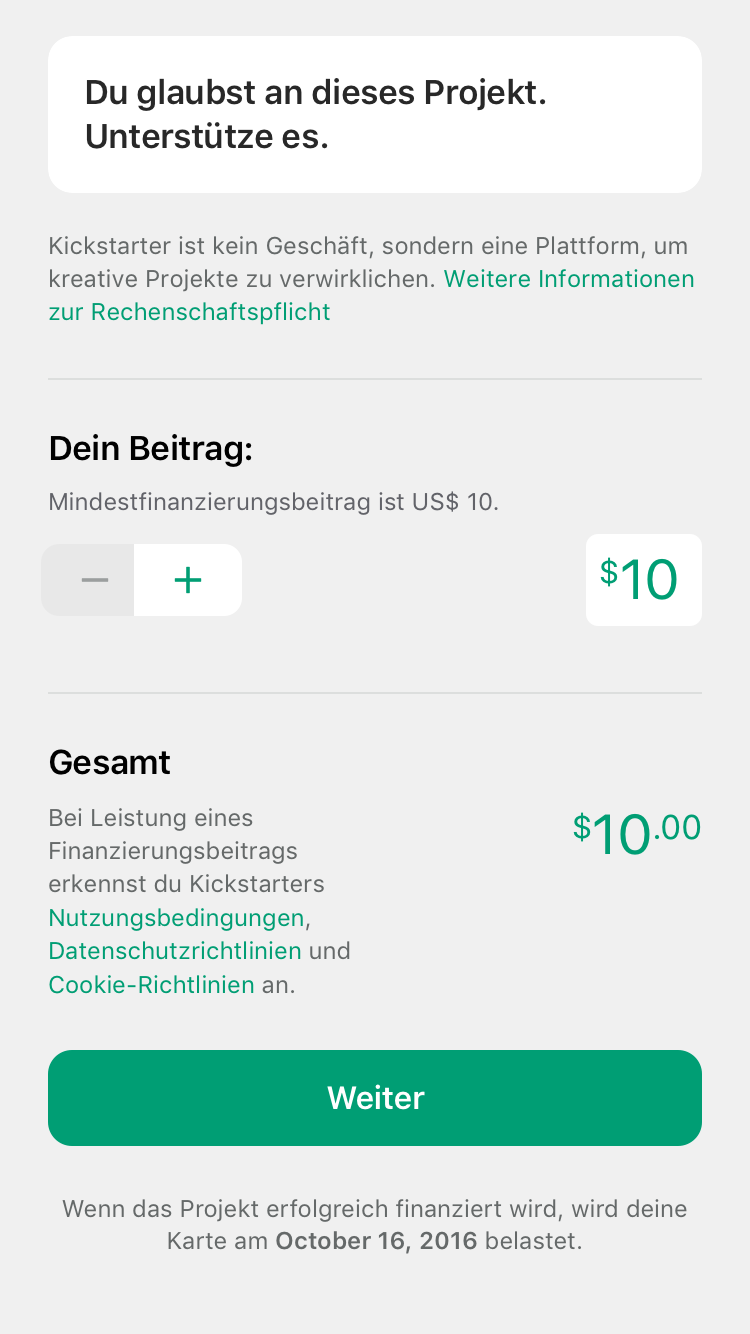 Du glaubst an dieses Projekt.
Unterstütze es.
Kickstarter ist kein Geschäft, sondern eine Plattform, um
kreative Projekte zu verwirklichen. Weitere Informationen
zur Rechenschaftspflicht
Dein Beitrag:
Mindestfinanzierungsbeitrag ist US$ 10.
− +
$10
Gesamt
Bei Leistung eines
Finanzierungsbeitrags
erkennst du Kickstarters
Nutzungsbedingungen,
Datenschutzrichtlinien und
Cookie-Richtlinien an.
$10.00
Weiter
Wenn das Projekt erfolgreich finanziert wird, wird deine
Karte am October 16, 2016 belastet.